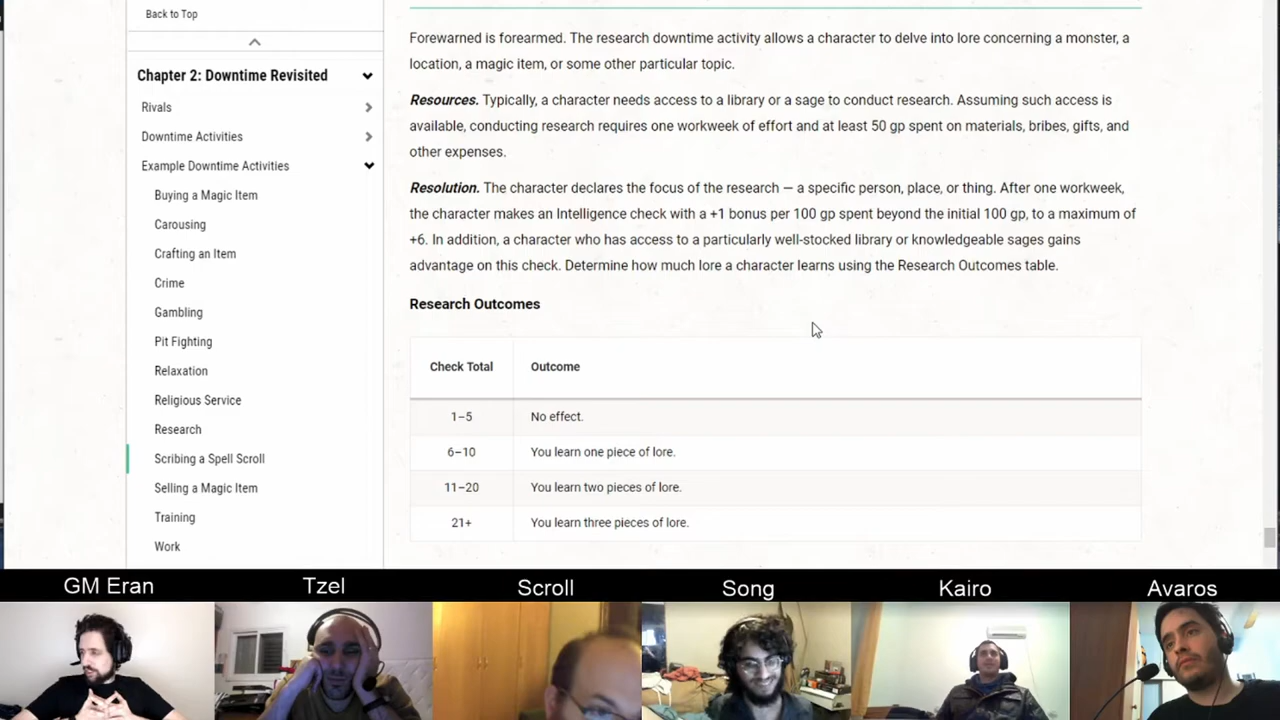 Back to Top
Chapter 2: Downtime Revisited
Rivals
Downtime Activities
Example Downtime Activities
Buying a Magic Item
Carousing
Crafting an Item
Crime
Gambling
Pit Fighting
Relaxation
Religious Service
Research
Scribing a Spell Scroll
Selling a Magic Item
Training
Work
Forewarned is forearmed. The research downtime activity allows a character to delve into lore concerning a monster, a
location, a magic item, or some other particular topic.
Resources. Typically, a character needs access to a library or a sage to conduct research. Assuming such access is
available, conducting research requires one workweek of effort and at least 50 gp spent on materials, bribes, gifts, and
other expenses.
Resolution. The character declares the focus of the research — a specific person, place, or thing. After one workweek,
the character makes an Intelligence check with a +1 bonus per 100 gp spent beyond the initial 100 gp, to a maximum of
+6. In addition, a character who has access to a particularly well-stocked library or knowledgeable sages gains
advantage on this check. Determine how much lore a character learns using the Research Outcomes table.
Research Outcomes
Check Total Outcome
1–5 No effect.
6–10 You learn one piece of lore.
11–20 You learn two pieces of lore.
21+ You learn three pieces of lore.
GM Eran Tzel Scroll Song Kairo Avaros